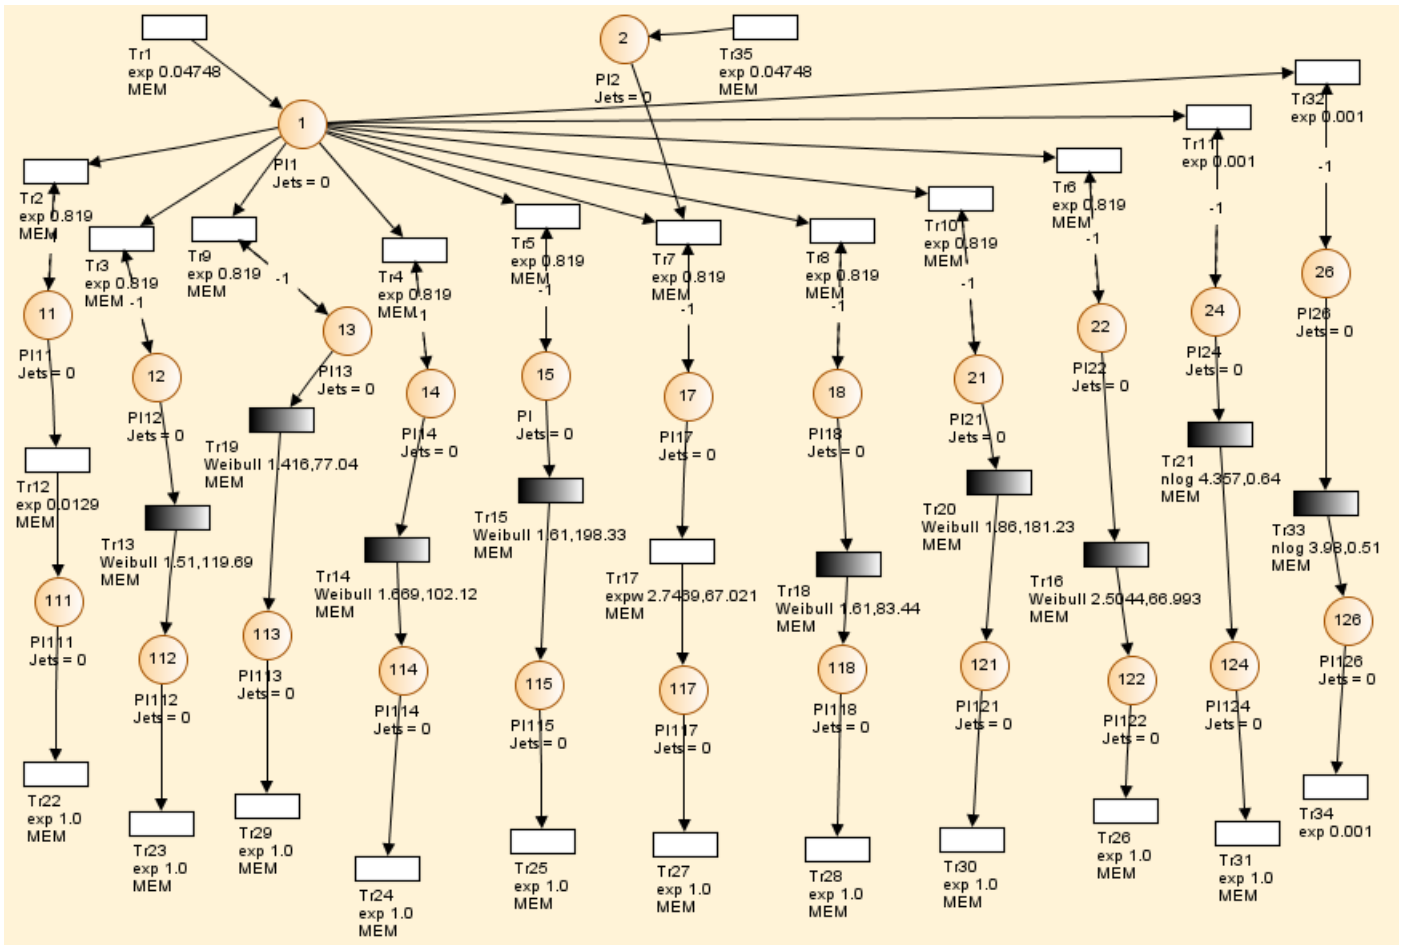 Tr1
exp 0.04748
MEM
2
Pl2
Jets = 0
Tr35
exp 0.04748
MEM
Tr32
exp 0.001
1
Pl1
Jets = 0
Tr11
exp 0.001
Tr2
exp 0.819
MEM
Tr3
exp 0.819
MEM
Tr9
exp 0.819
MEM
Tr4
exp 0.819
MEM
Tr5
exp 0.819
MEM
Tr7
exp 0.819
MEM
Tr8
exp 0.819
MEM
Tr10
exp 0.819
MEM
Tr6
exp 0.819
MEM
-1
-1
-1
-1
-1
-1
-1
-1
-1
-1
11
Pl11
Jets = 0
12
Pl12
Jets = 0
13
Pl13
Jets = 0
14
Pl14
Jets = 0
15
Pl
Jets = 0
17
Pl17
Jets = 0
18
Pl18
Jets = 0
21
Pl21
Jets = 0
22
Pl22
Jets = 0
24
Pl24
Jets = 0
26
Pl26
Jets = 0
Tr12
exp 0.0129
MEM
Tr13
Weibull 1.51,119.69
MEM
Tr19
Weibull 1.416,77.04
MEM
Tr14
Weibull 1.669,102.12
MEM
Tr15
Weibull 1.61,198.33
MEM
Tr17
expw 2.7469,67.021
MEM
Tr18
Weibull 1.61,83.44
MEM
Tr20
Weibull 1.86,181.23
MEM
Tr16
Weibull 2.5044,66.993
MEM
Tr21
nlog 4.357,0.64
MEM
Tr33
nlog 3.98,0.51
MEM
111
Pl111
Jets = 0
112
Pl112
Jets = 0
113
Pl113
Jets = 0
114
Pl114
Jets = 0
115
Pl115
Jets = 0
117
Pl117
Jets = 0
118
Pl118
Jets = 0
121
Pl121
Jets = 0
122
Pl122
Jets = 0
124
Pl124
Jets = 0
126
Pl126
Jets = 0
Tr22
exp 1.0
MEM
Tr23
exp 1.0
MEM
Tr29
exp 1.0
MEM
Tr24
exp 1.0
MEM
Tr25
exp 1.0
MEM
Tr27
exp 1.0
MEM
Tr28
exp 1.0
MEM
Tr30
exp 1.0
MEM
Tr26
exp 1.0
MEM
Tr31
exp 1.0
MEM
Tr34
exp 0.001